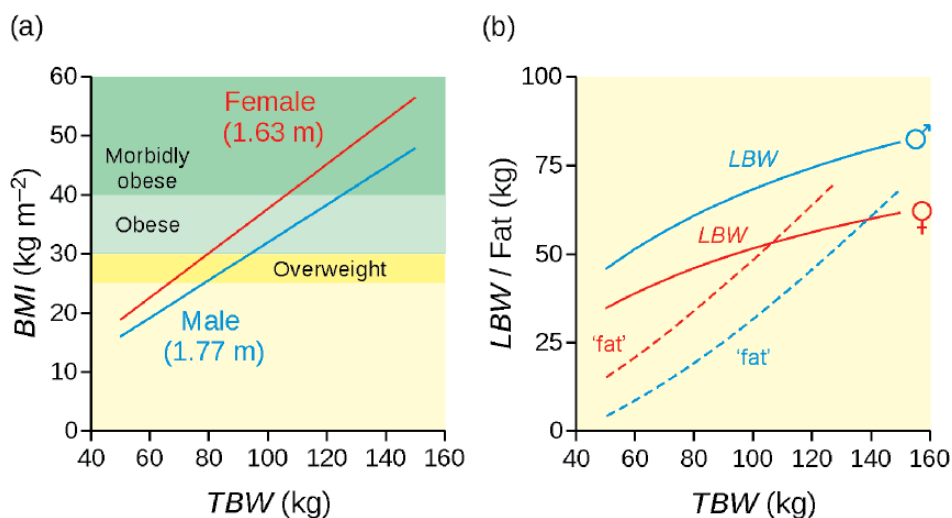 (a)
60
50
40
30
20
10
0
BMI (kg m–2)
Female
(1.63 m)
Morbidly
obese
Obese
Overweight
Male
(1.77 m)
40 60 80 100 120 140 160
TBW (kg)
(b)
100
75
50
25
0
LBW / Fat (kg)
LBW
♂
LBW
♀
'fat'
'fat'
40 60 80 100 120 140 160
TBW (kg)